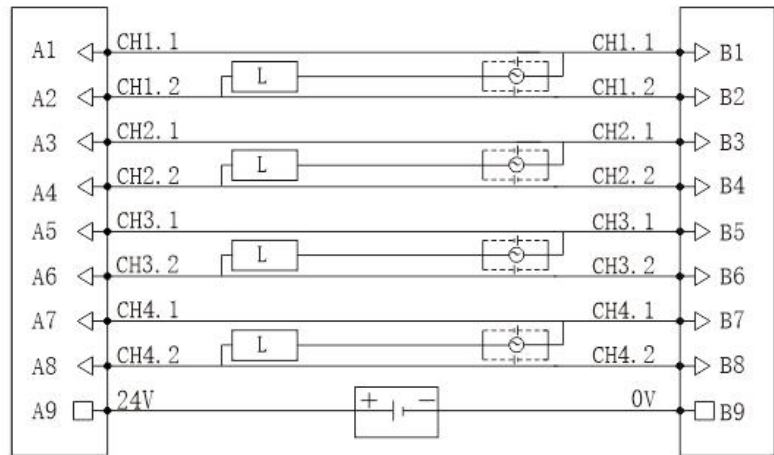 A1 CH1.1 CH1.1 B1
L
A2 CH1.2 CH1.2 B2
A3 CH2.1 CH2.1 B3
L
A4 CH2.2 CH2.2 B4
A5 CH3.1 CH3.1 B5
L
A6 CH3.2 CH3.2 B6
A7 CH4.1 CH4.1 B7
L
A8 CH4.2 CH4.2 B8
A9 24V + − 0V B9